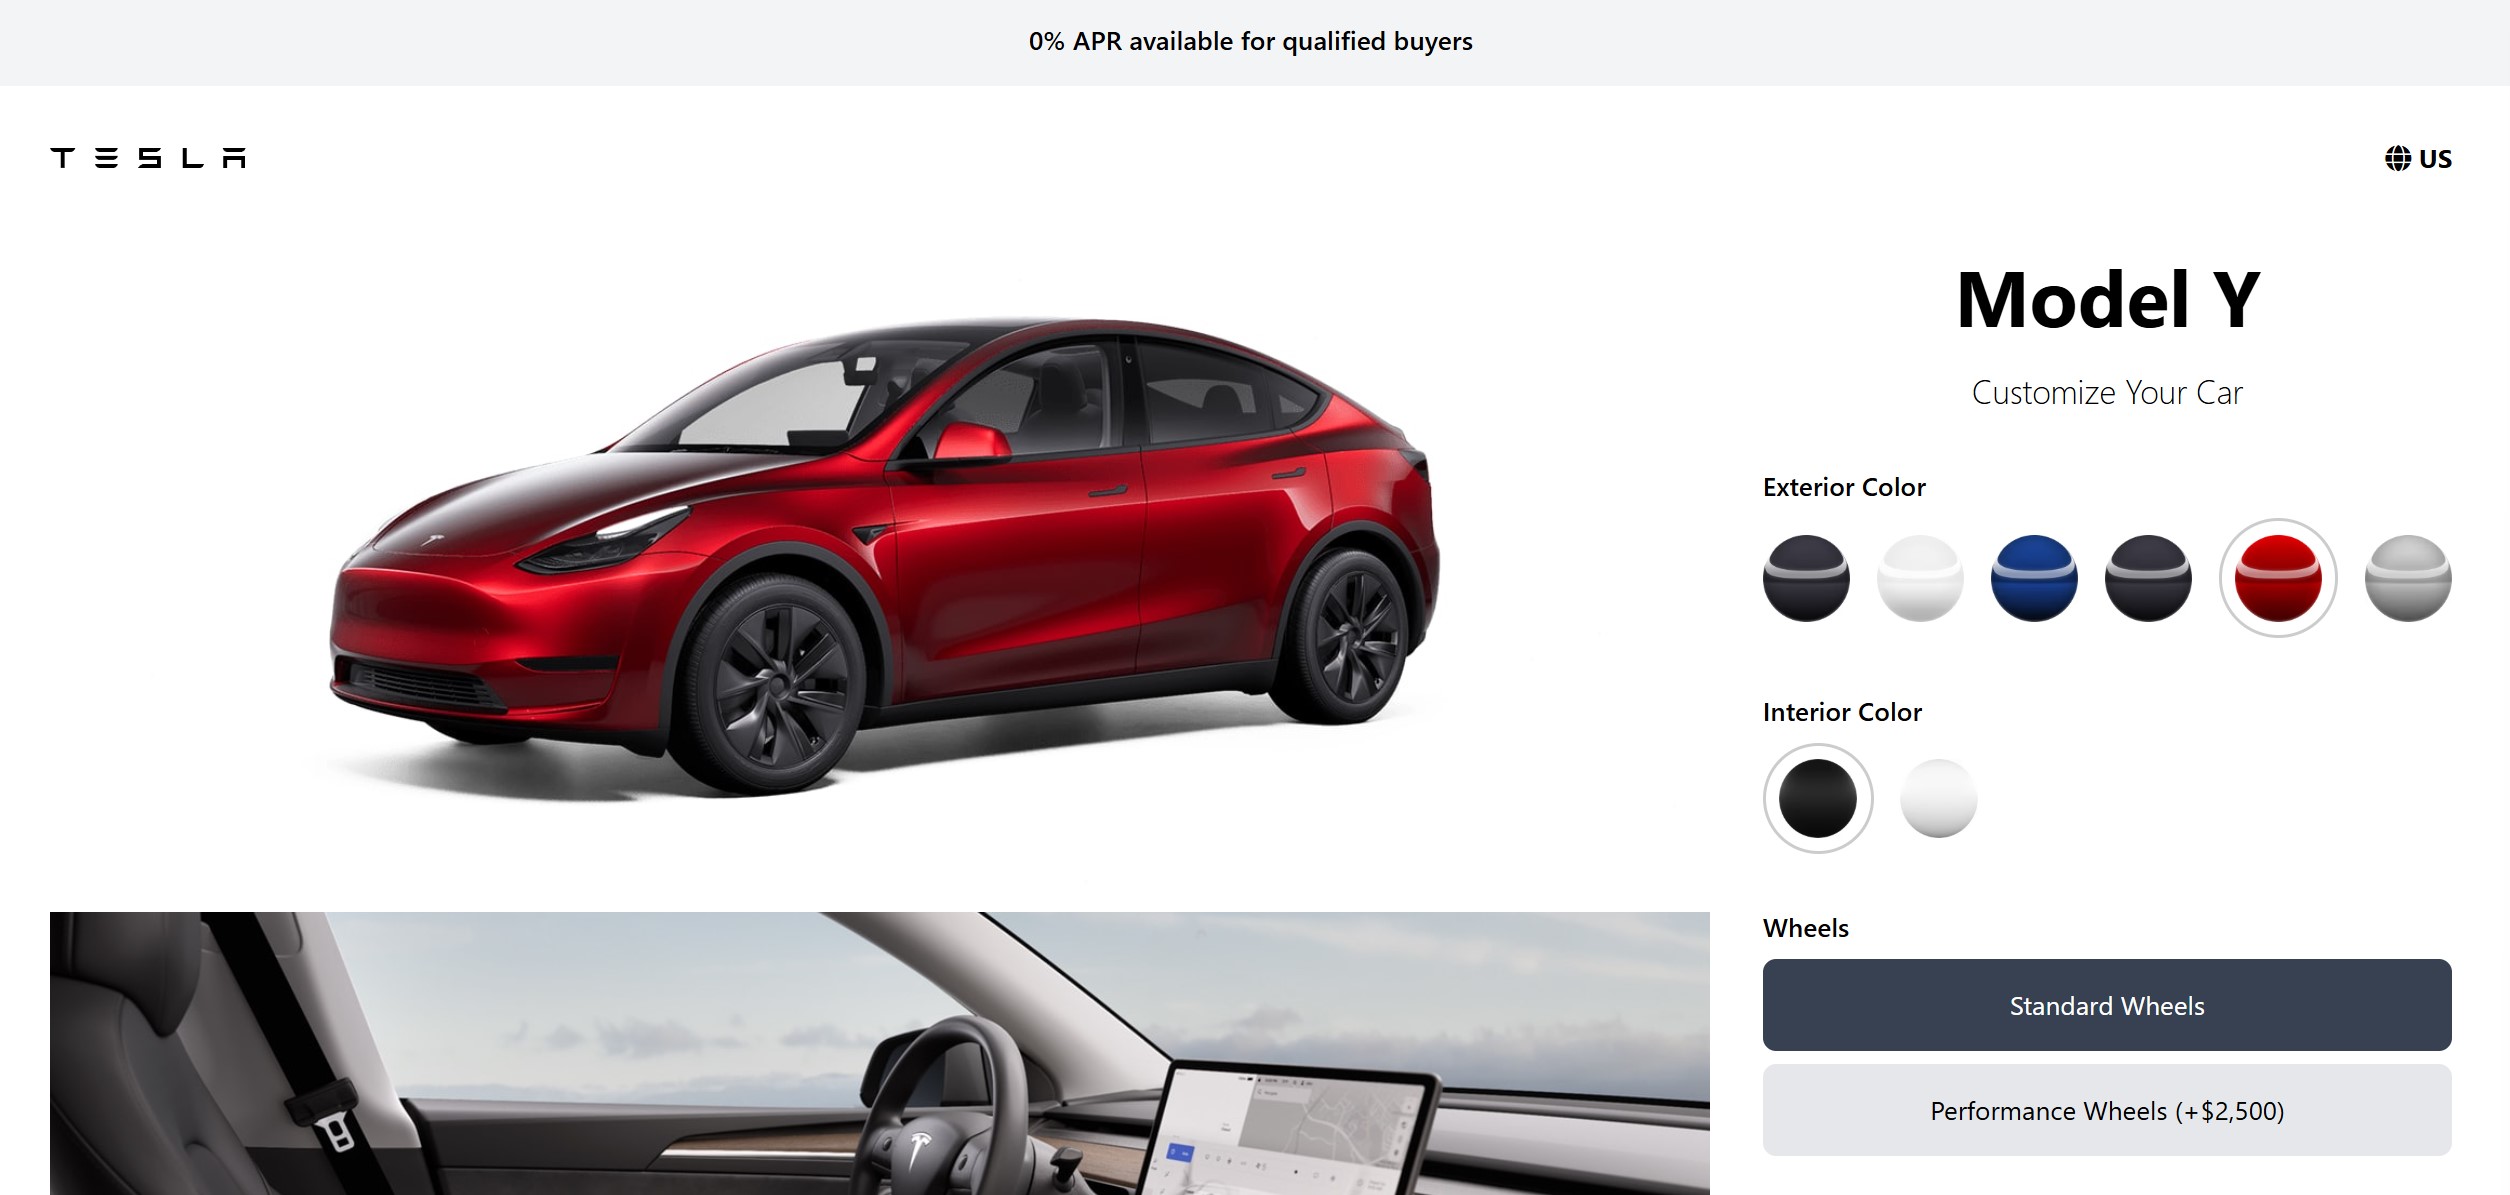 0% APR available for qualified buyers
TESLA
US
Model Y
Customize Your Car
Exterior Color
Interior Color
Wheels
Standard Wheels
Performance Wheels (+$2,500)